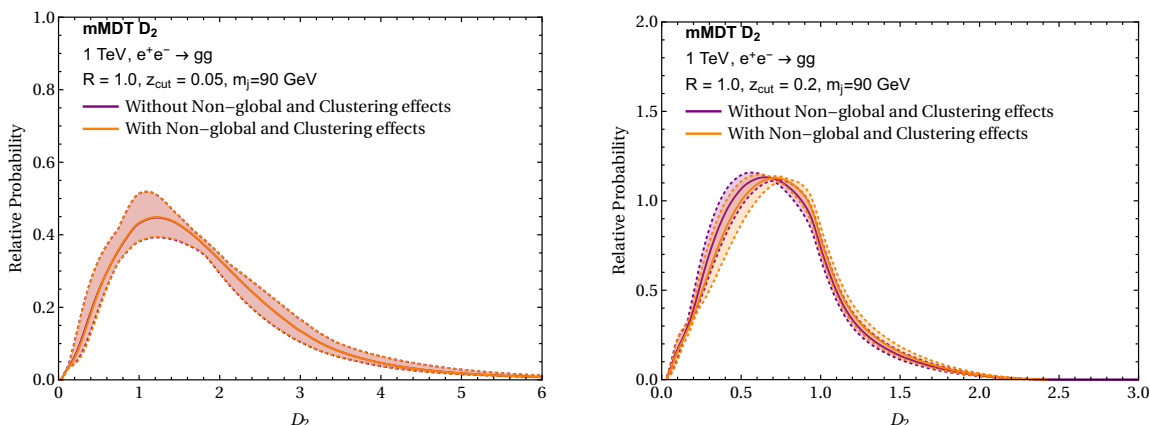 mMDT D₂
1 TeV, e⁺e⁻ → gg
R = 1.0, z_cut = 0.05, m_j=90 GeV
Without Non−global and Clustering effects
With Non−global and Clustering effects
Relative Probability
1.0
0.8
0.6
0.4
0.2
0.0
0 1 2 3 4 5 6
D₂
mMDT D₂
1 TeV, e⁺e⁻ → gg
R = 1.0, z_cut = 0.2, m_j=90 GeV
Without Non−global and Clustering effects
With Non−global and Clustering effects
Relative Probability
2.0
1.5
1.0
0.5
0.0
0.0 0.5 1.0 1.5 2.0 2.5 3.0
D₂